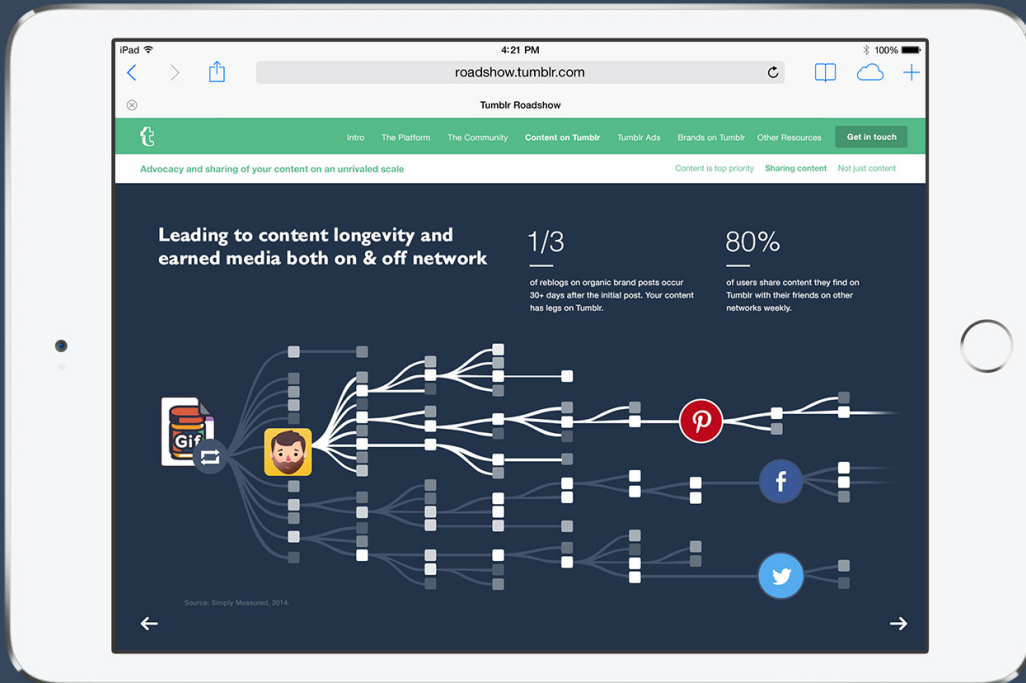 iPad
4:21 PM
100%
roadshow.tumblr.com
Tumblr Roadshow
t
Intro The Platform The Community Content on Tumblr Tumblr Ads Brands on Tumblr Other Resources Get in touch
Advocacy and sharing of your content on an unrivaled scale
Content is top priority Sharing content Not just content
Leading to content longevity and
earned media both on & off network
1/3
of reblogs on organic brand posts occur
30+ days after the initial post. Your content
has legs on Tumblr.
80%
of users share content they find on
Tumblr with their friends on other
networks weekly.
Gif
f
Source: Simply Measured, 2014.